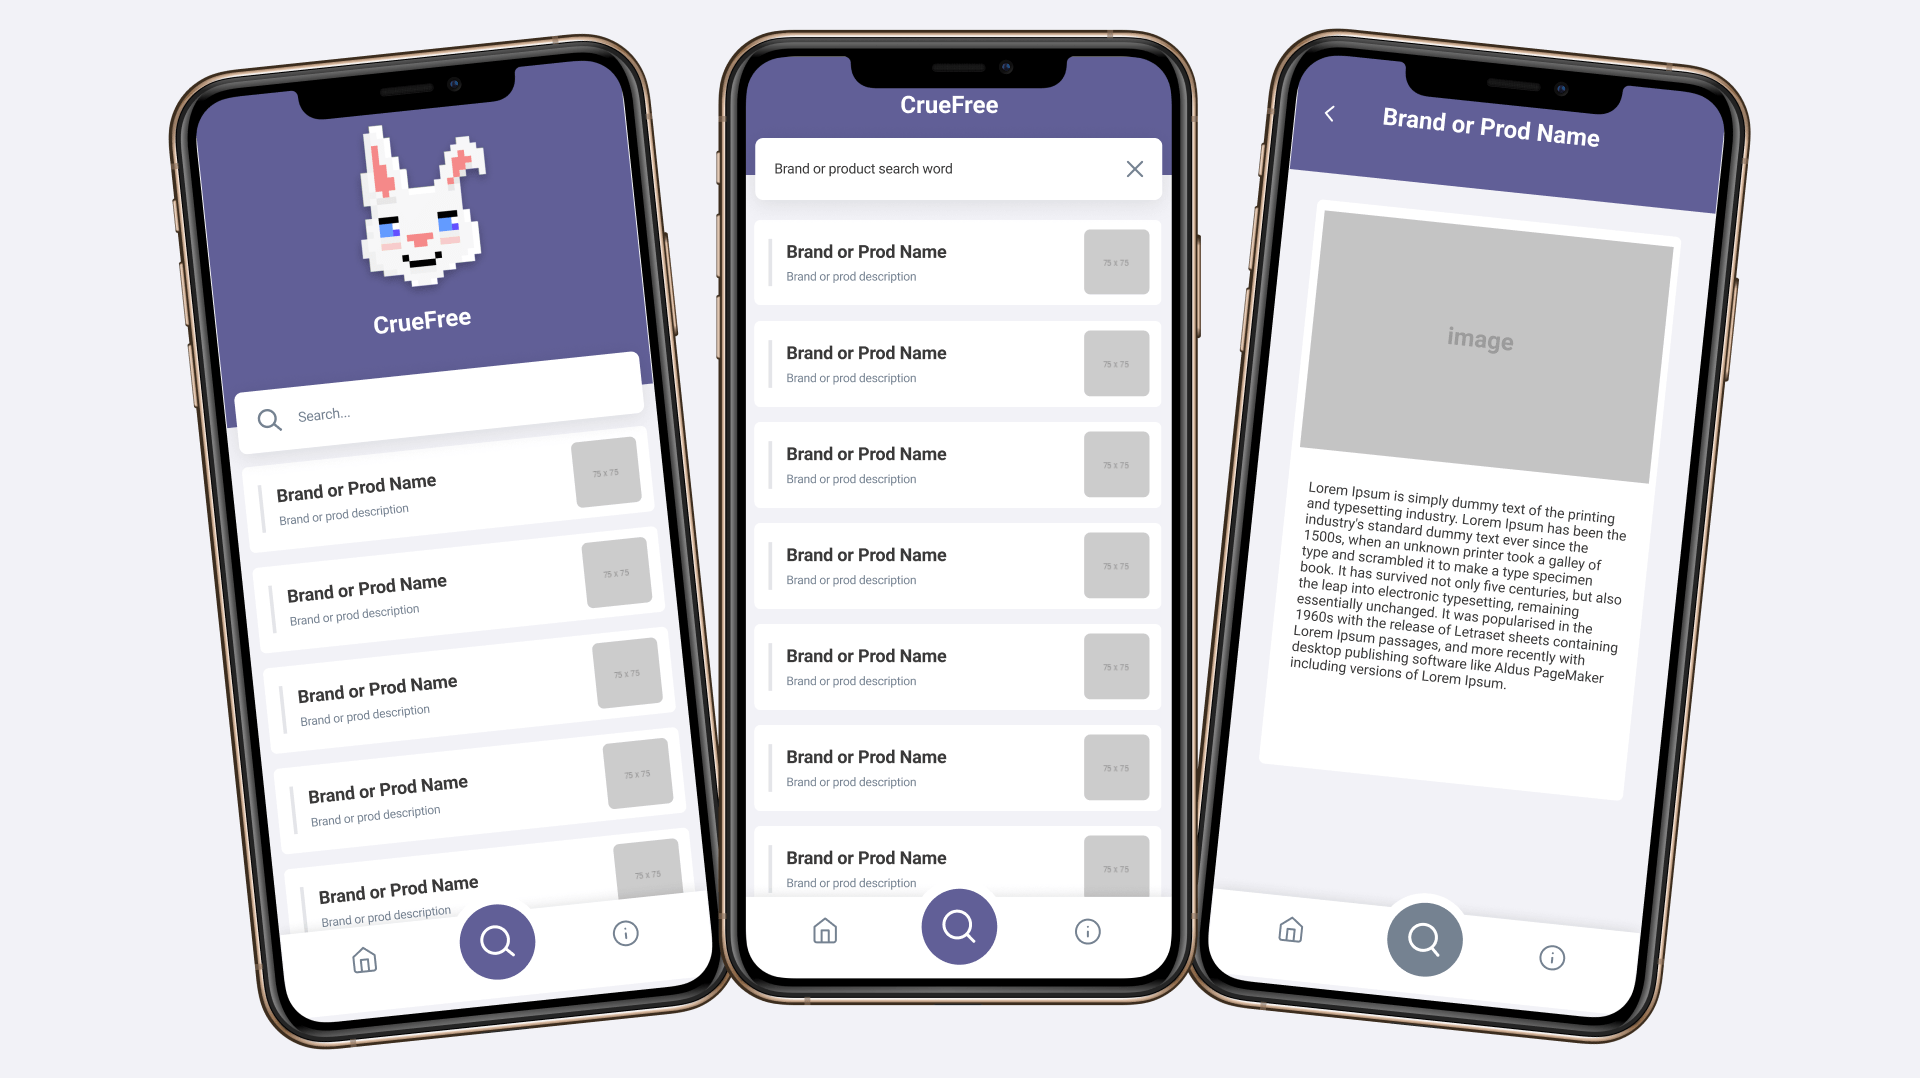 CrueFree
Search...
Brand or Prod Name
Brand or prod description
75 x 75
Brand or Prod Name
Brand or prod description
75 x 75
Brand or Prod Name
Brand or prod description
75 x 75
Brand or Prod Name
Brand or prod description
75 x 75
Brand or Prod Name
Brand or prod description
75 x 75
CrueFree
Brand or product search word
Brand or Prod Name
Brand or prod description
75 x 75
Brand or Prod Name
Brand or prod description
75 x 75
Brand or Prod Name
Brand or prod description
75 x 75
Brand or Prod Name
Brand or prod description
75 x 75
Brand or Prod Name
Brand or prod description
75 x 75
Brand or Prod Name
Brand or prod description
75 x 75
Brand or Prod Name
Brand or prod description
75 x 75
Brand or Prod Name
image
Lorem Ipsum is simply dummy text of the printing
and typesetting industry. Lorem Ipsum has been the
industry's standard dummy text ever since the
1500s, when an unknown printer took a galley of
type and scrambled it to make a type specimen
book. It has survived not only five centuries, but also
the leap into electronic typesetting, remaining
essentially unchanged. It was popularised in the
1960s with the release of Letraset sheets containing
Lorem Ipsum passages, and more recently with
desktop publishing software like Aldus PageMaker
including versions of Lorem Ipsum.